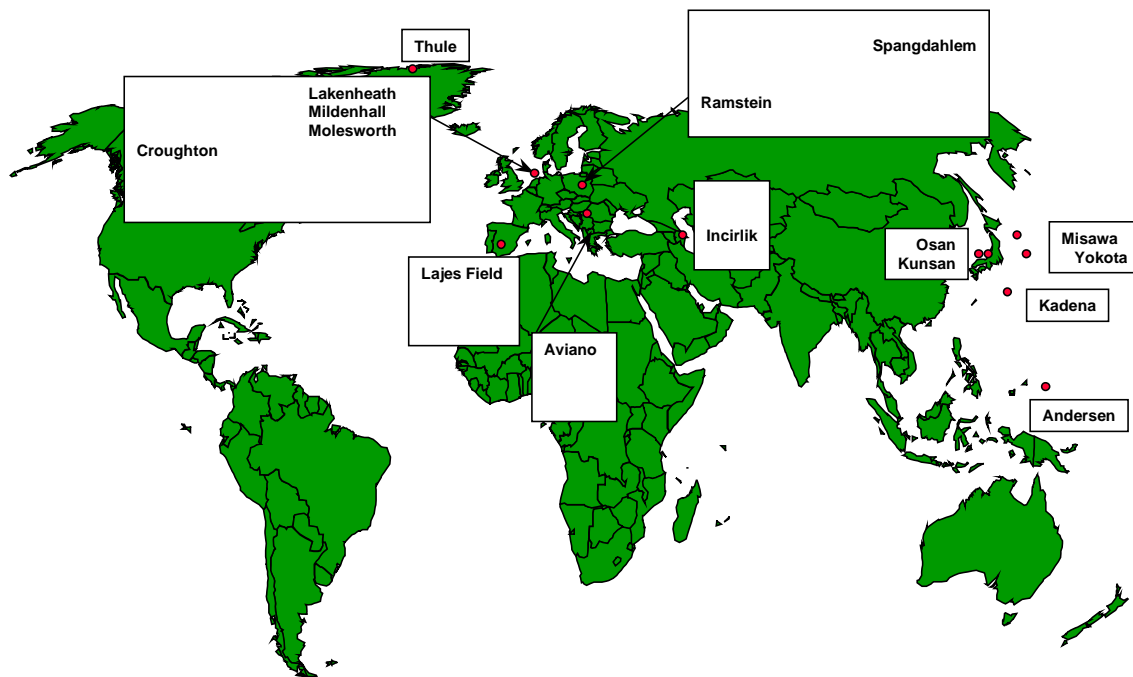 Thule
Spangdahlem
Lakenheath
Mildenhall
Molesworth
Ramstein
Croughton
Incirlik
Osan
Kunsan
Misawa
Yokota
Lajes Field
Kadena
Aviano
Andersen